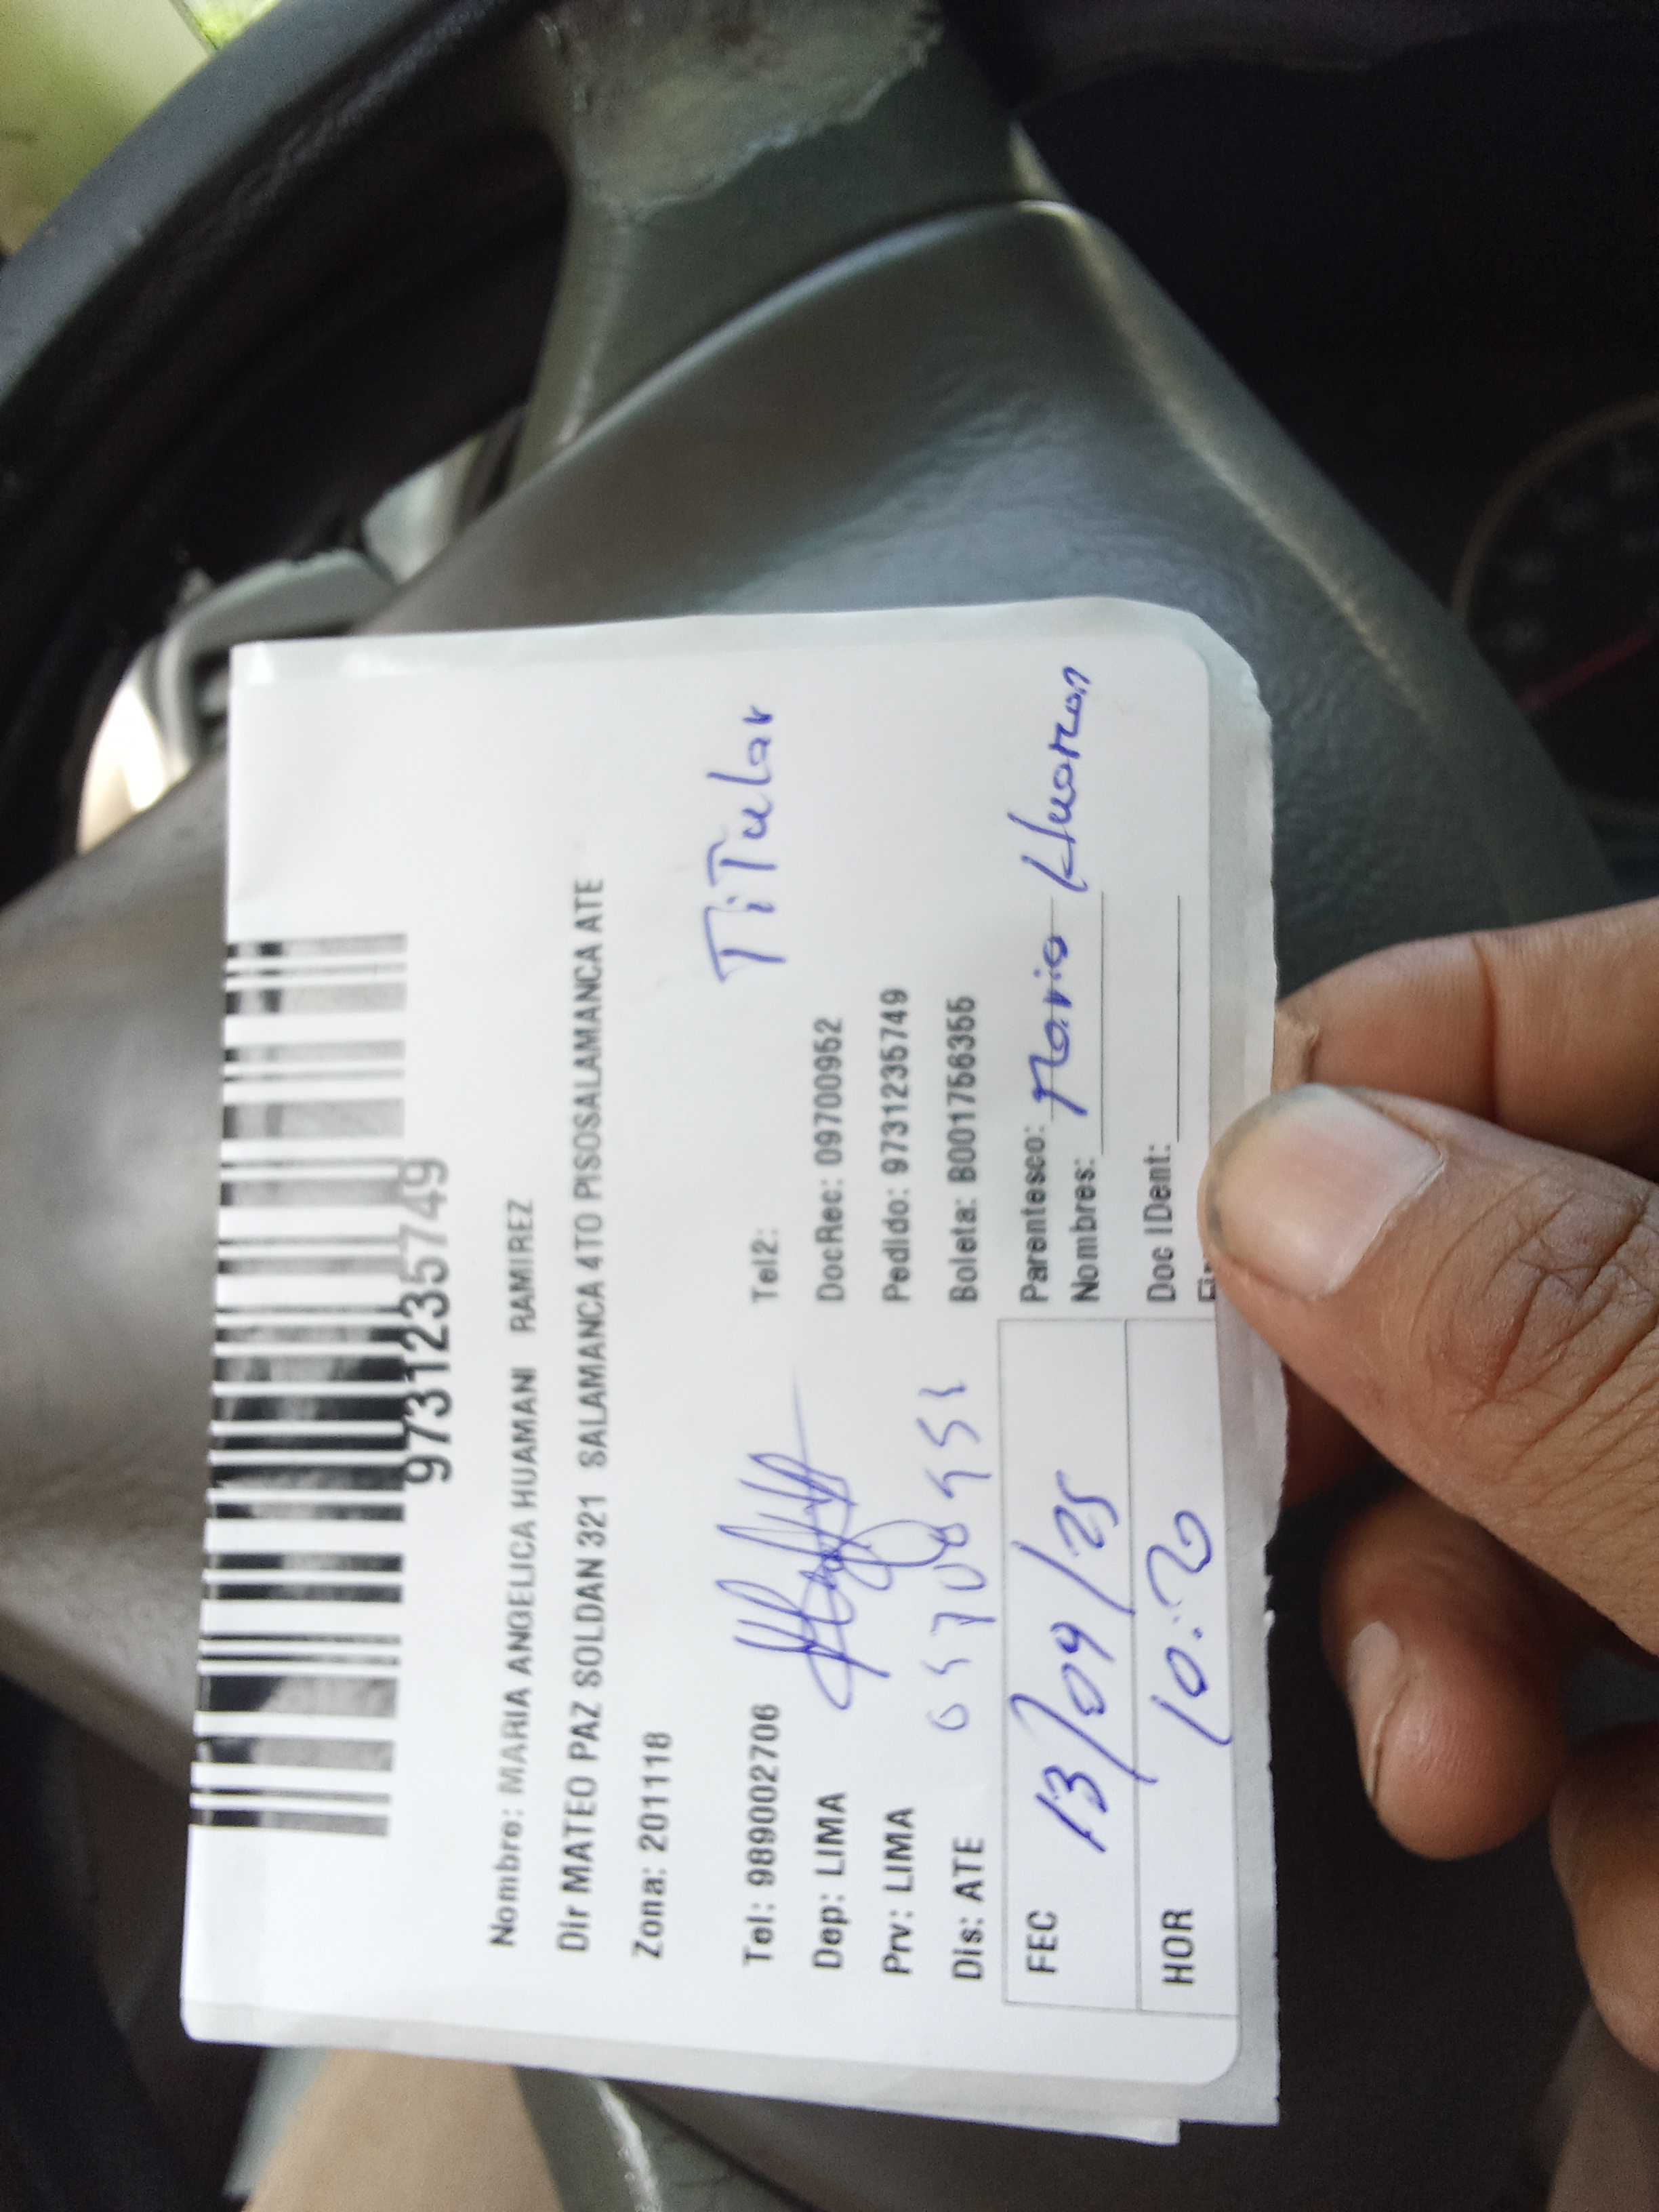 9731235749
Nombre: MARIA ANGELICA HUAMANI RAMIREZ
Dir MATEO PAZ SOLDAN 321 SALAMANCA 4TO PISOSALAMANCA ATE
Zona: 201118
TiTular
Tel: 989002706 Tel2:
Dep: LIMA DocRec: 09700952
Prv: LIMA Pedido: 9731235749
Dis: ATE Boleta: B001756355
FEC 13/09/25
Parentesco:
Nombres: Maria
HOR 10:20
Doc IDent: